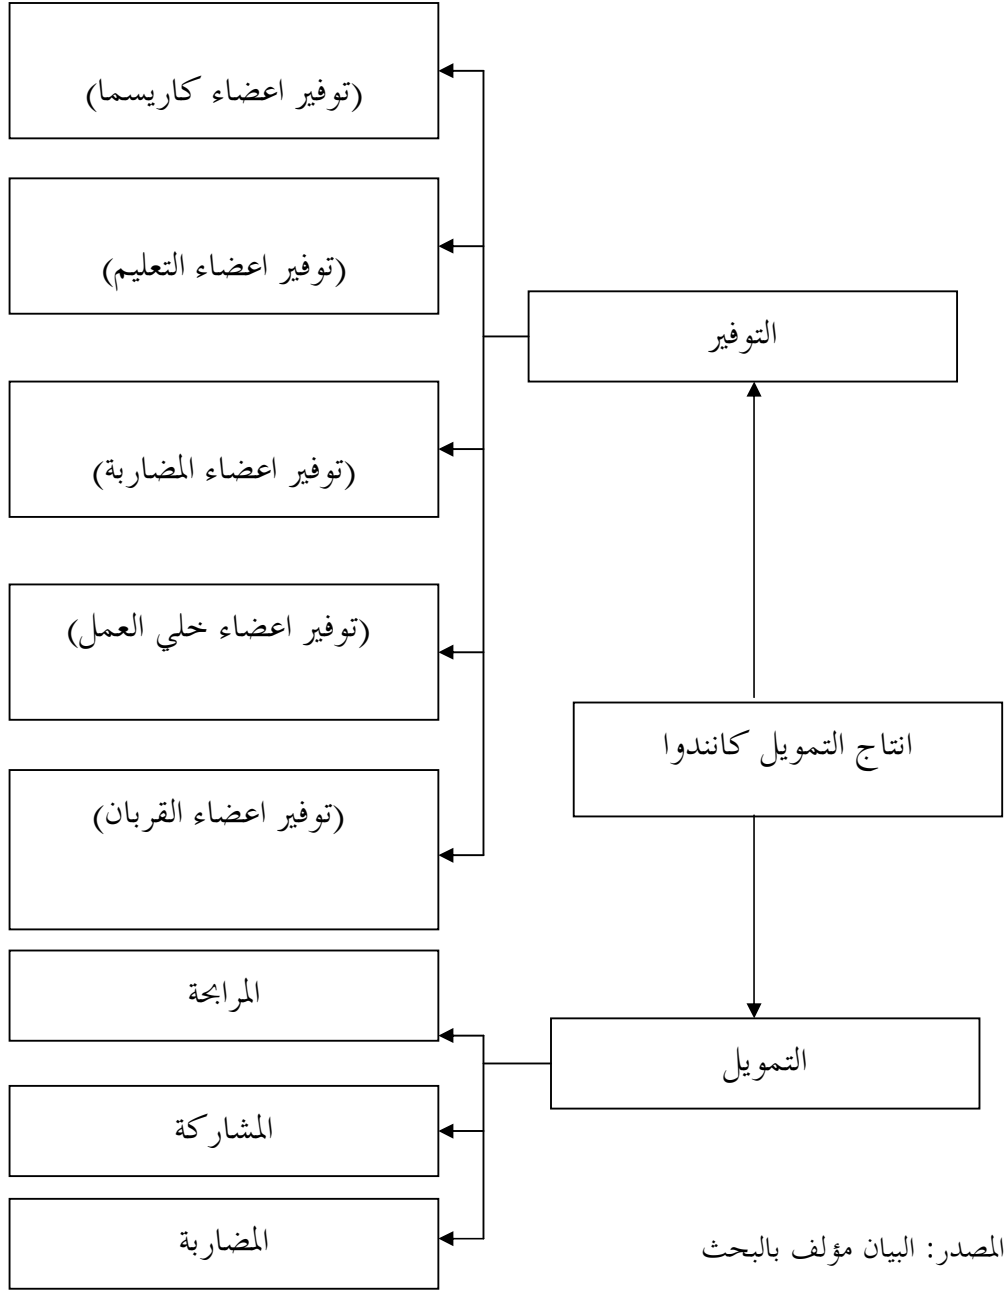 (توفير اعضاء كاريسما)
(توفير اعضاء التعليم)
التوفير
(توفير اعضاء المضاربة)
(توفير اعضاء خلي العمل)
انتاج التمويل كانندوا
(توفير اعضاء القربان)
المرابحة
التمويل
المشاركة
المضاربة
المصدر: البيان مؤلف بالبحث